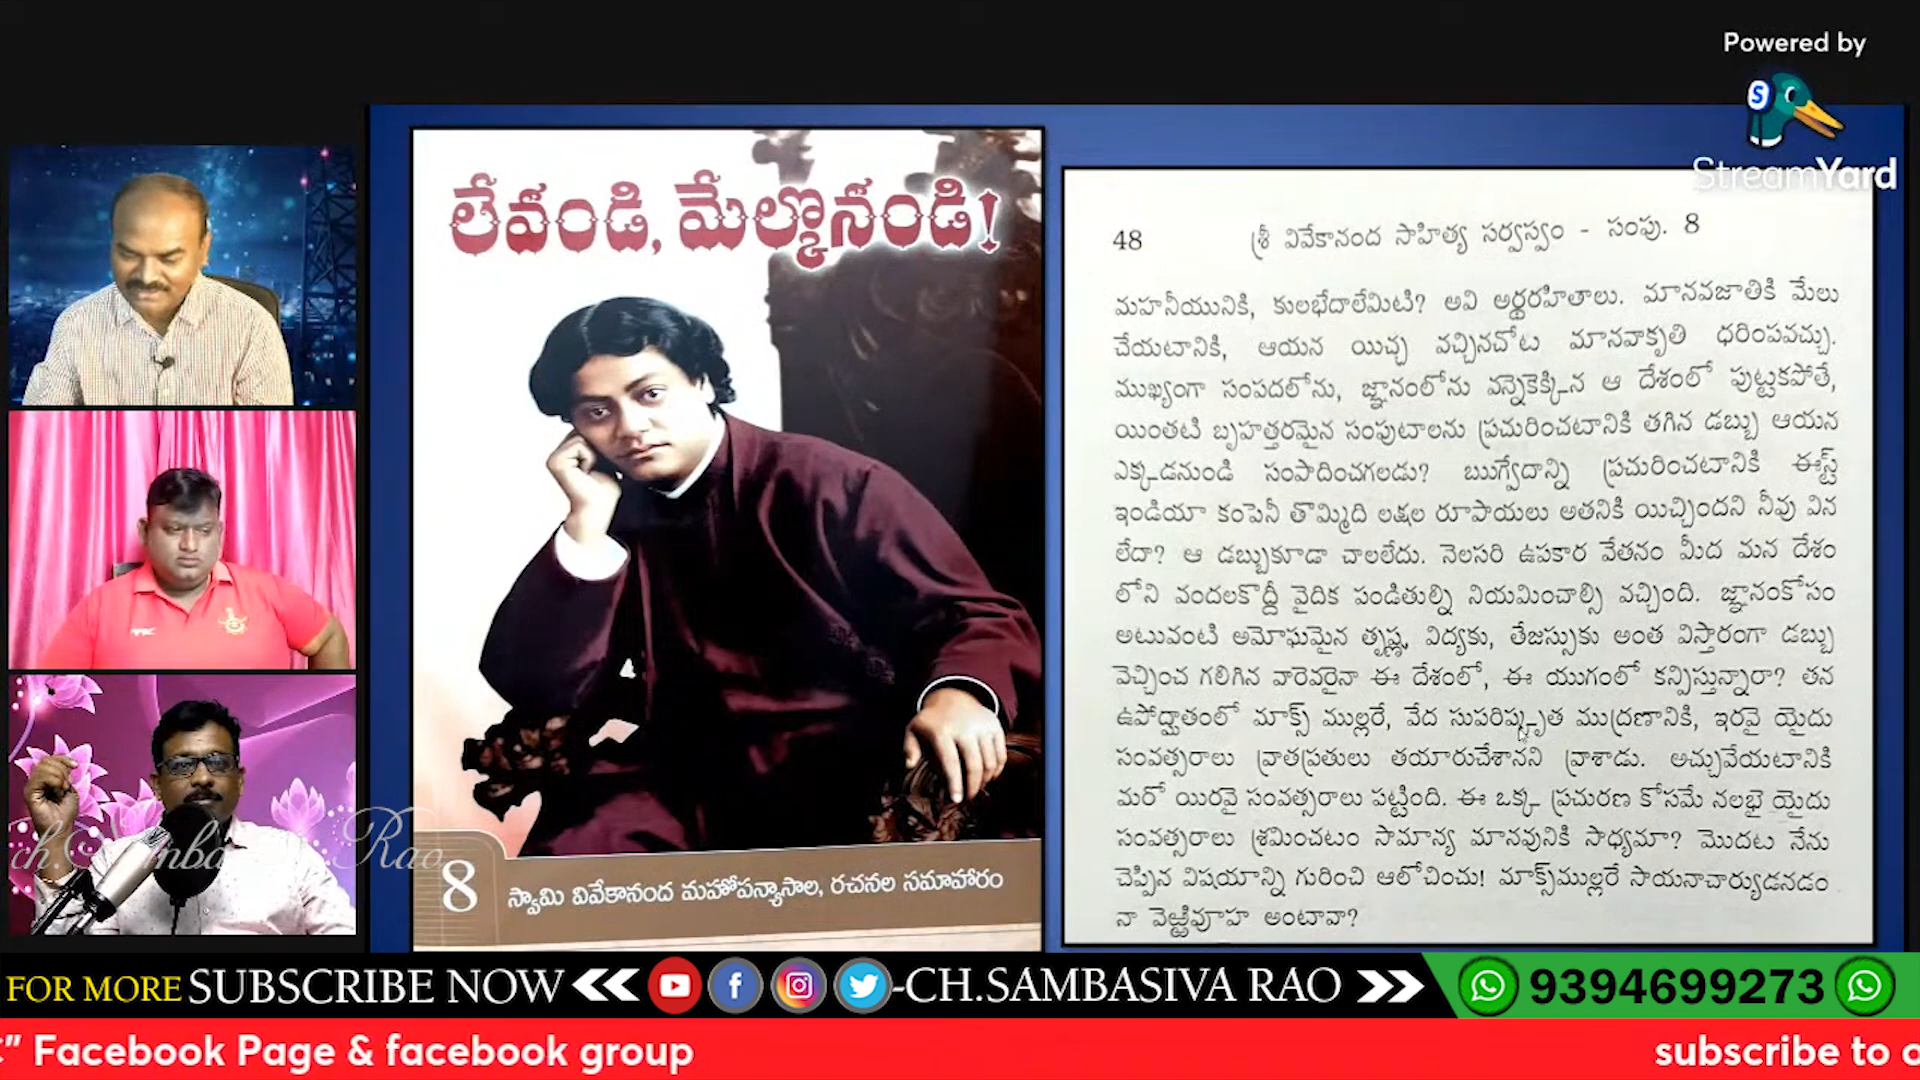 Powered by
StreamYard
లేవండి, మేల్కొనండి!
8
స్వామి వివేకానంద మహోపన్యాసాల, రచనల సమాహారం
48 శ్రీ వివేకానంద సాహిత్య సర్వస్వం - సంపు. 8
మహనీయునికి, కులభేదాలేమిటి? అవి అర్థరహితాలు. మానవజాతికి మేలు
చేయటానికి, ఆయన యిచ్ఛ వచ్చినచోట మానవాకృతి ధరింపవచ్చు.
ముఖ్యంగా సంపదలోను, జ్ఞానంలోను వన్నెకెక్కిన ఆ దేశంలో పుట్టకపోతే,
యింతటి బృహత్తరమైన సంపుటాలను ప్రచురించటానికి తగిన డబ్బు ఆయన
ఎక్కడనుండి సంపాదించగలడు? ఋగ్వేదాన్ని ప్రచురించటానికి ఈస్ట్
ఇండియా కంపెనీ తొమ్మిది లక్షల రూపాయలు అతనికి యిచ్చిందని నీవు విన
లేదా? ఆ డబ్బుకూడా చాలలేదు. నెలసరి ఉపకార వేతనం మీద మన దేశం
లోని వందలకొద్దీ వైదిక పండితుల్ని నియమించాల్సి వచ్చింది. జ్ఞానంకోసం
అటువంటి అమోఘమైన తృష్ణ, విద్యకు, తేజస్సుకు అంత విస్తారంగా డబ్బు
వెచ్చించ గలిగిన వారెవరైనా ఈ దేశంలో, ఈ యుగంలో కన్పిస్తున్నారా? తన
ఉపోద్ఘాతంలో మాక్స్ ముల్లరే, వేద సుపరిష్కృత ముద్రణానికి, ఇరవై యైదు
సంవత్సరాలు వ్రాతప్రతులు తయారుచేశానని వ్రాశాడు. అచ్చువేయటానికి
మరో యిరవై సంవత్సరాలు పట్టింది. ఈ ఒక్క ప్రచురణ కోసమే నలభై యైదు
సంవత్సరాలు శ్రమించటం సామాన్య మానవునికి సాధ్యమా? మొదట నేను
చెప్పిన విషయాన్ని గురించి ఆలోచించు! మాక్స్‌ముల్లరే సాయనాచార్యుడనడం
నా వెఱ్ఱివూహ అంటావా?
ch.Sambasiva Rao
FOR MORE SUBSCRIBE NOW -CH.SAMBASIVA RAO 9394699273
" Facebook Page & facebook group subscribe to